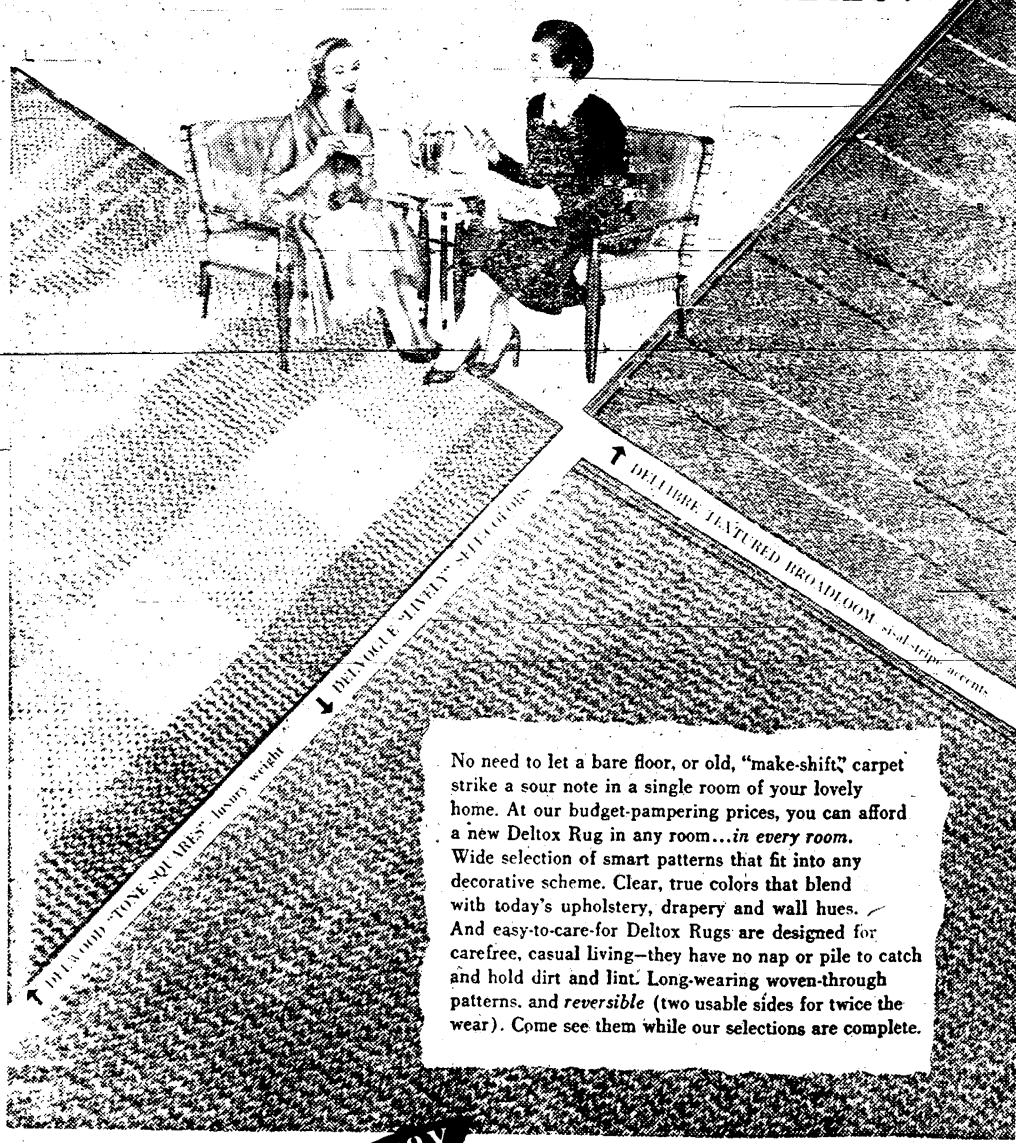 DELFIBRE TEXTURED BROADLOOM sisal-stripe accents
DELVOGUE "LIVELY" SELF COLORS
DELWOOD "TONE SQUARES" luxury weight
No need to let a bare floor, or old, "make-shift," carpet
strike a sour note in a single room of your lovely
home. At our budget-pampering prices, you can afford
a new Deltox Rug in any room...in every room.
Wide selection of smart patterns that fit into any
decorative scheme. Clear, true colors that blend
with today's upholstery, drapery and wall hues.
And easy-to-care-for Deltox Rugs are designed for
carefree, casual living—they have no nap or pile to catch
and hold dirt and lint. Long-wearing woven-through
patterns. and reversible (two usable sides for twice the
wear). Come see them while our selections are complete.